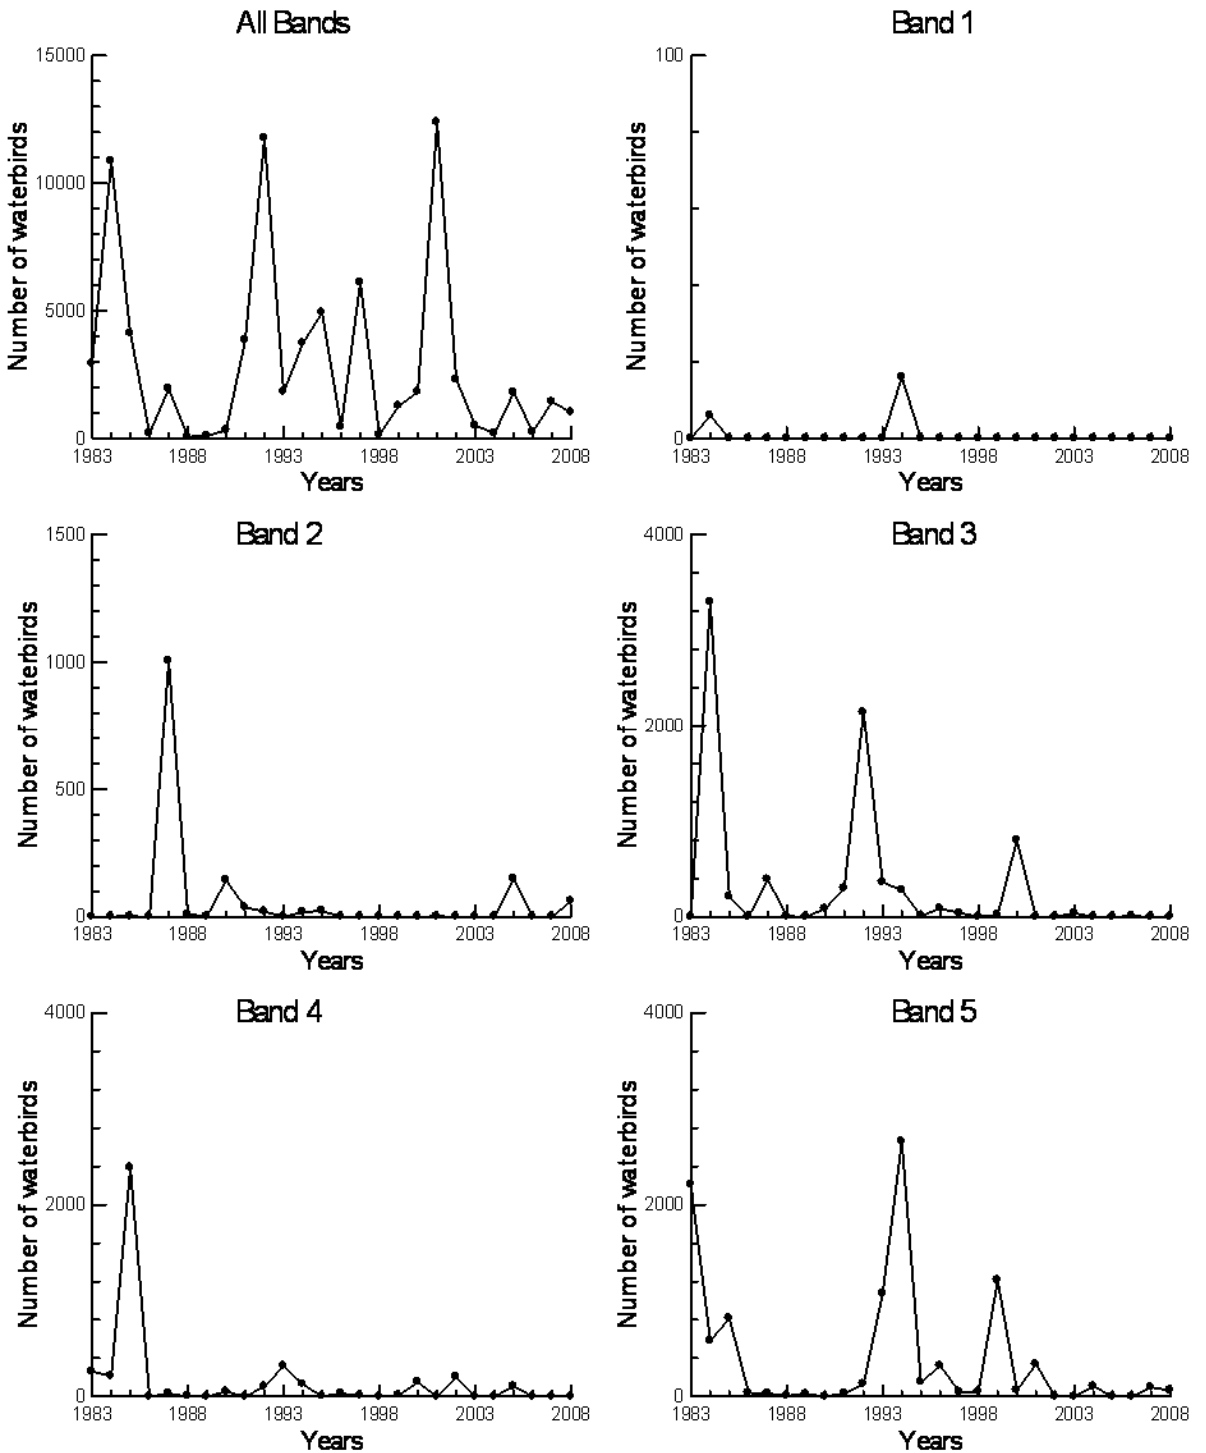 All Bands
15000
10000
5000
0
Number of waterbirds
1983 1988 1993 1998 2003 2008
Years
Band 1
100
0
Number of waterbirds
1983 1988 1993 1998 2003 2008
Years
Band 2
1500
1000
500
0
Number of waterbirds
1983 1988 1993 1998 2003 2008
Years
Band 3
4000
2000
0
Number of waterbirds
1983 1988 1993 1998 2003 2008
Years
Band 4
4000
2000
0
Number of waterbirds
1983 1988 1993 1998 2003 2008
Years
Band 5
4000
2000
0
Number of waterbirds
1983 1988 1993 1998 2003 2008
Years